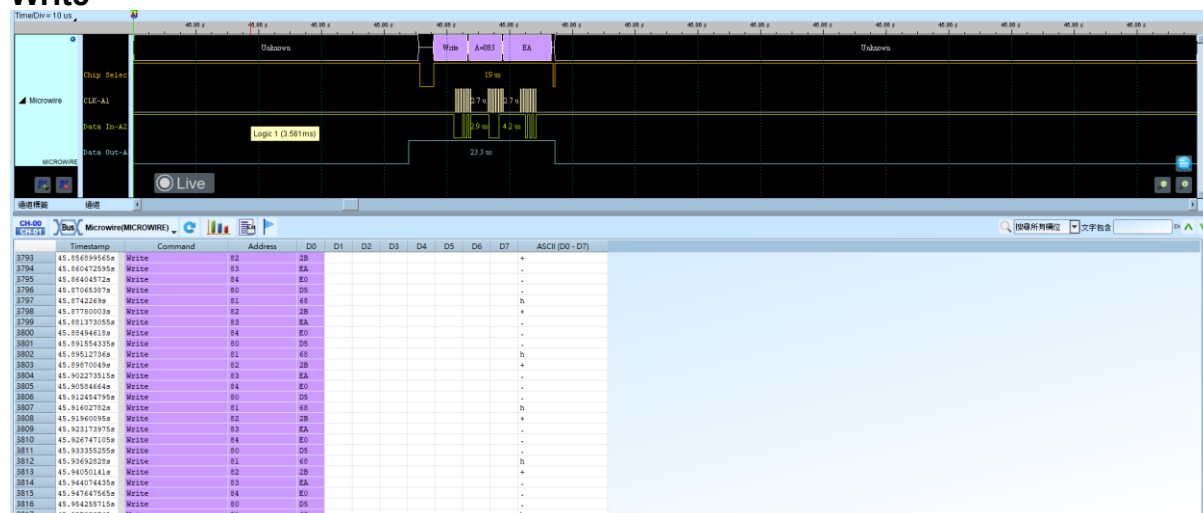 Write
Time/Div= 10 us
Unknown Write A=083 EA Unknown
Chip Selec 19 us
Microwire CLK-A1 2.7 u 2.7 u
Data In-A2 2.9 us 4.2 us
Logic 1 (3.561ms)
Data Out-A 23.3 us
MICROWIRE
Live
通道標籤 通道
CH-00
CH-01 Bus Microwire(MICROWIRE) 搜尋所有欄位 文字包含
Timestamp Command Address D0 D1 D2 D3 D4 D5 D6 D7 ASCII (D0 - D7)
3793 45.856899565s Write 82 2B +
3794 45.860472595s Write 83 EA .
3795 45.86404572s Write 84 E0 .
3796 45.87065387s Write 80 D5 .
3797 45.8742269s Write 81 68 h
3798 45.87780003s Write 82 2B +
3799 45.881373055s Write 83 EA .
3800 45.88494618s Write 84 E0 .
3801 45.891554335s Write 80 D5 .
3802 45.89512736s Write 81 68 h
3803 45.89870049s Write 82 2B +
3804 45.902273515s Write 83 EA .
3805 45.90584664s Write 84 E0 .
3806 45.912454795s Write 80 D5 .
3807 45.91602782s Write 81 68 h
3808 45.91960095s Write 82 2B +
3809 45.923173975s Write 83 EA .
3810 45.926747105s Write 84 E0 .
3811 45.933355255s Write 80 D5 .
3812 45.93692828s Write 81 68 h
3813 45.94050141s Write 82 2B +
3814 45.944074435s Write 83 EA .
3815 45.947647565s Write 84 E0 .
3816 45.954255715s Write 80 D5 .